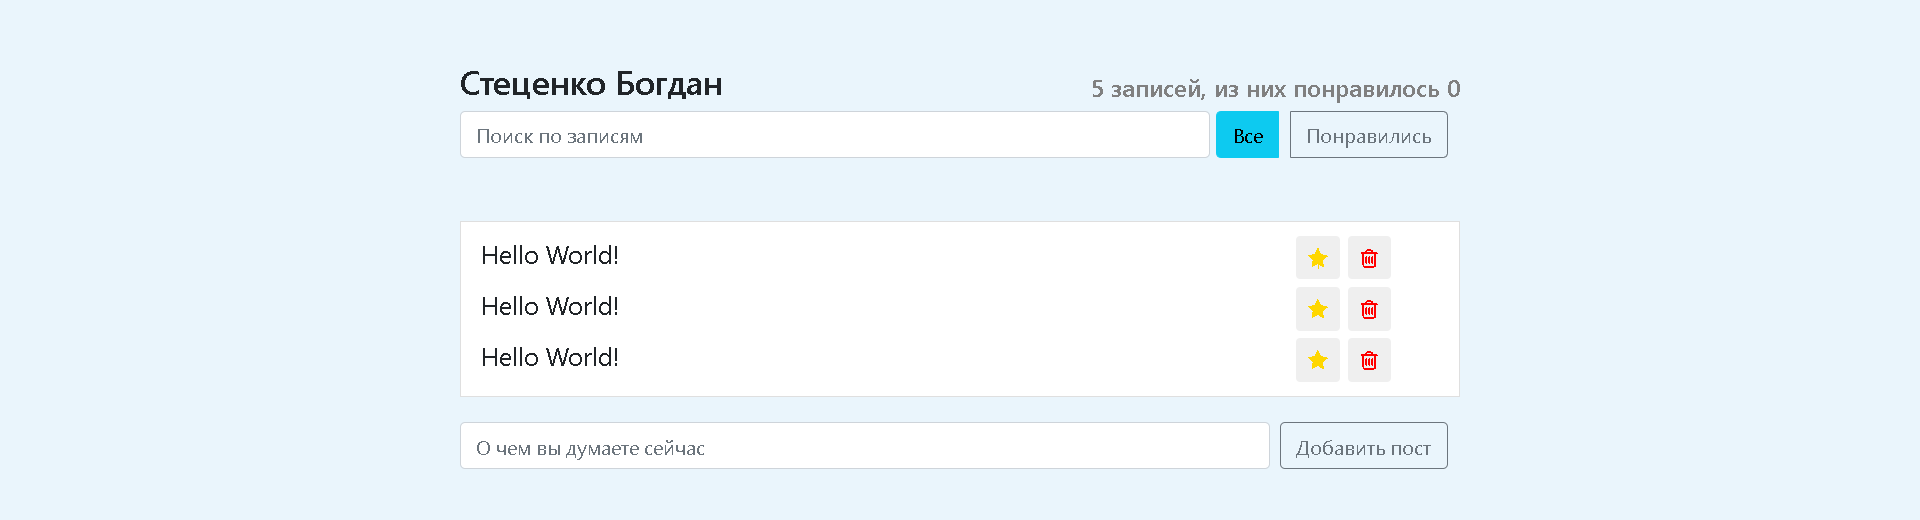 Стеценко Богдан
5 записей, из них понравилось 0
Поиск по записям
Все
Понравились
Hello World!
Hello World!
Hello World!
О чем вы думаете сейчас
Добавить пост